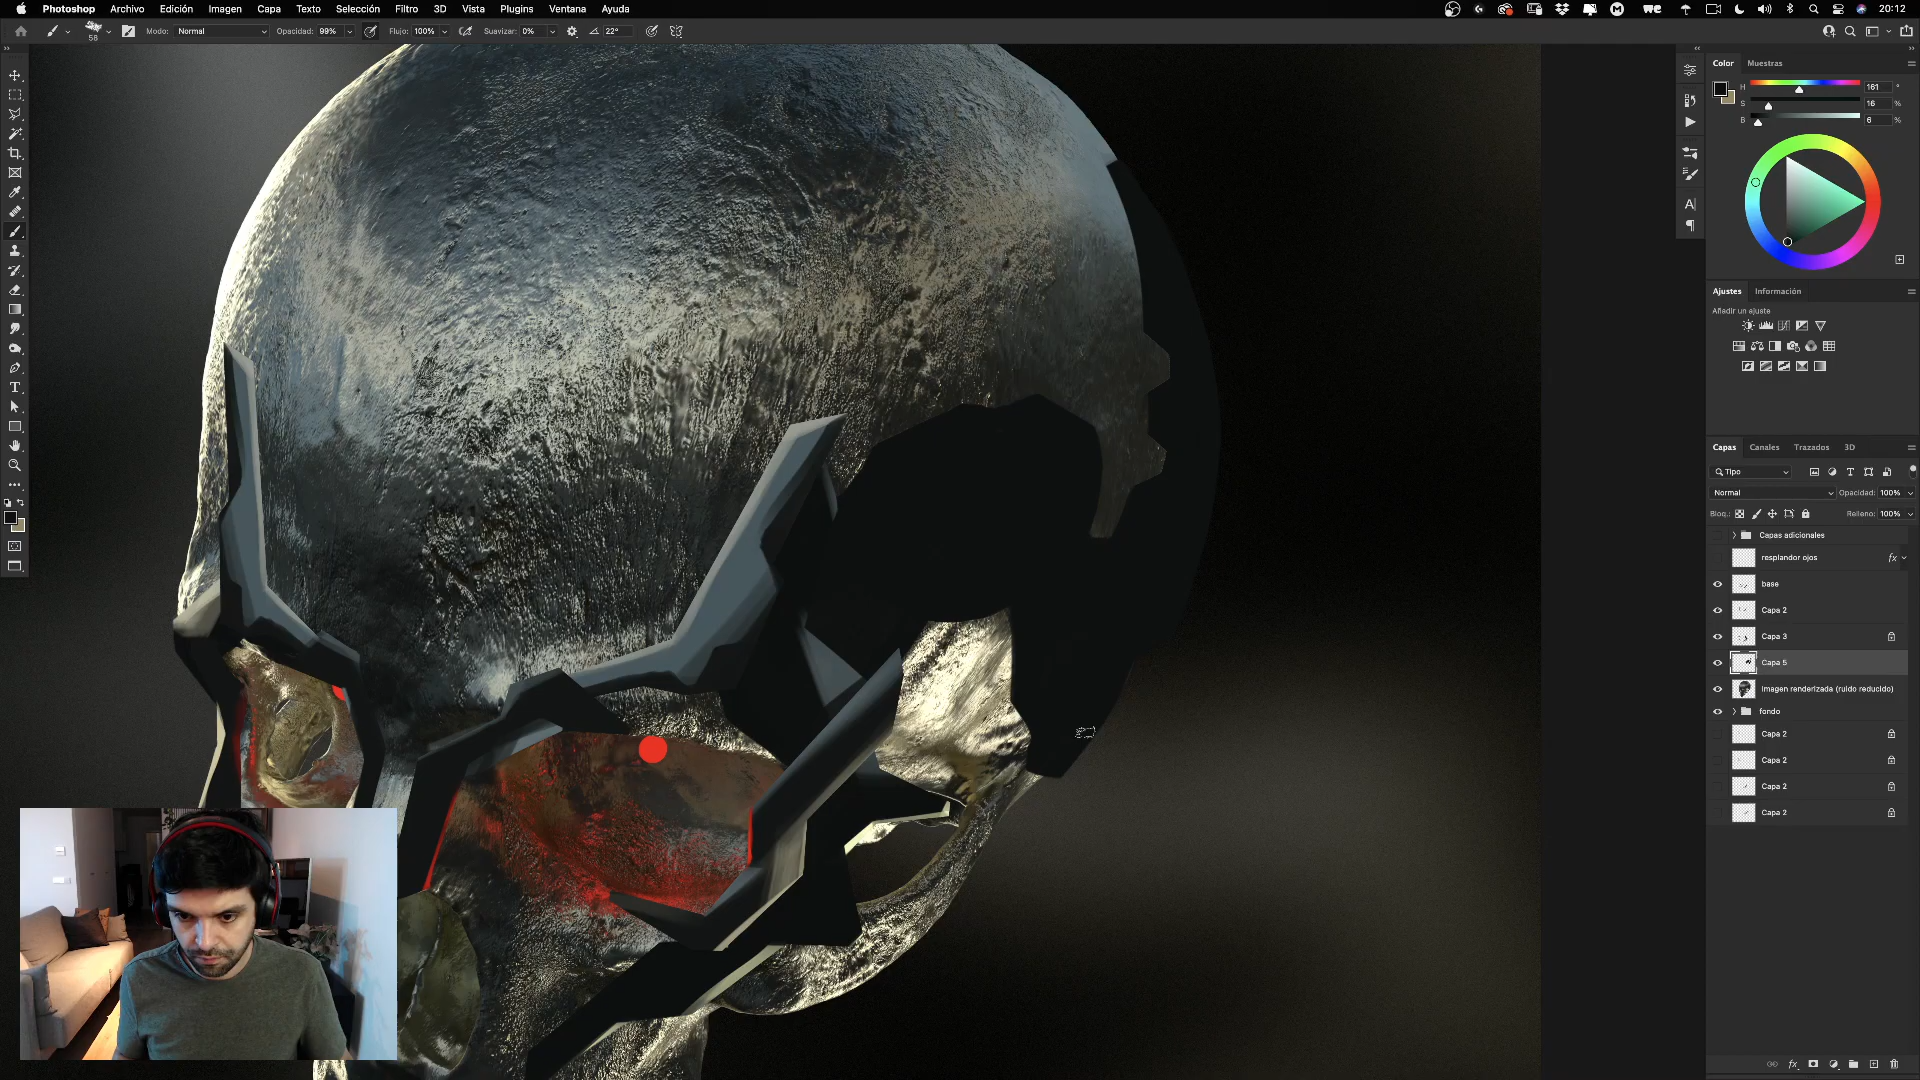 Photoshop Archivo Edición Imagen Capa Texto Selección Filtro 3D Vista Plugins Ventana Ayuda 20:12
58 Modo: Normal Opacidad: 99% Flujo: 100% Suavizar: 0% 22°
Color Muestras
H 161 °
S 16 %
B 6 %
Ajustes Información
Añadir un ajuste
Capas Canales Trazados 3D
Tipo
Normal Opacidad: 100%
Bloq.: Relleno: 100%
Capas adicionales
resplandor ojos fx
base
Capa 2
Capa 3
Capa 5
Imagen renderizada (ruido reducido)
fondo
Capa 2
Capa 2
Capa 2
Capa 2